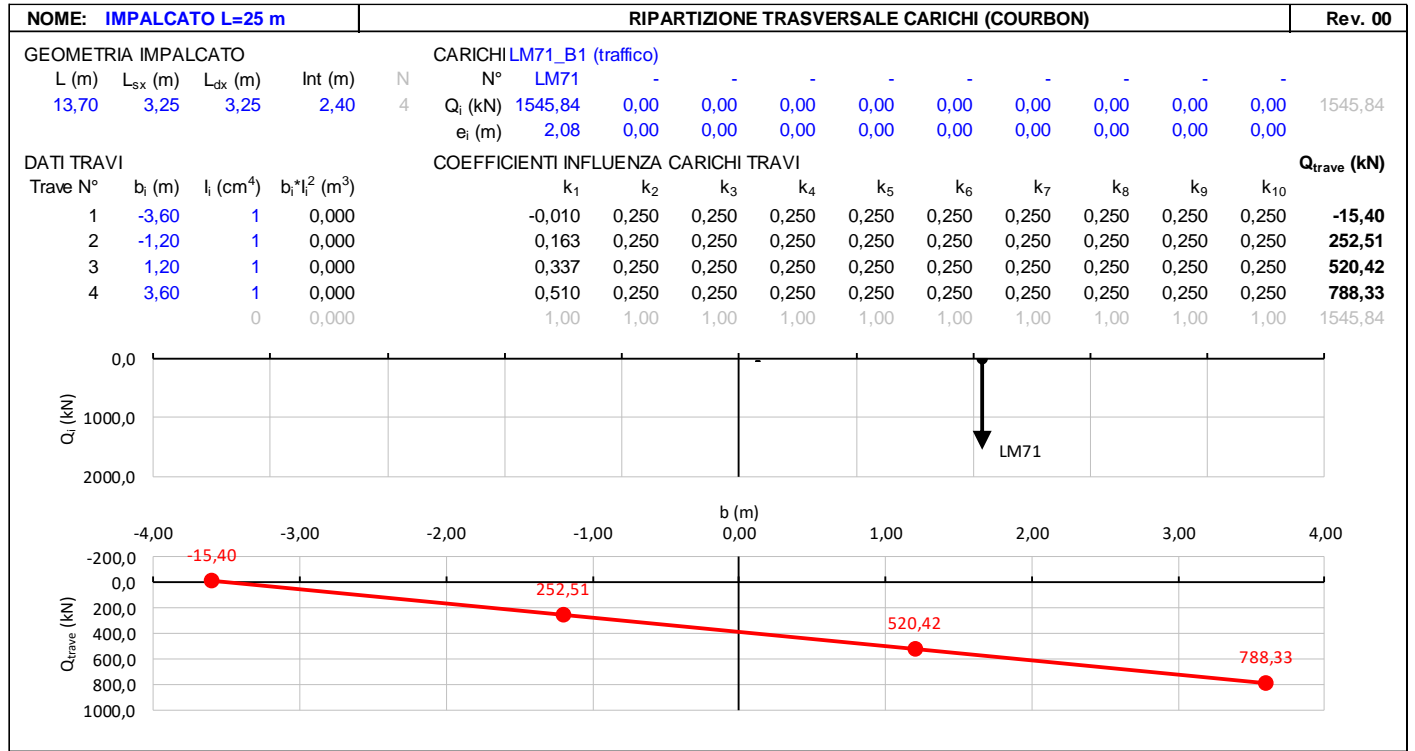 NOME: IMPALCATO L=25 m RIPARTIZIONE TRASVERSALE CARICHI (COURBON) Rev. 00
GEOMETRIA IMPALCATO CARICHI LM71_B1 (traffico)
L (m) Lsx (m) Ldx (m) Int (m) N N° LM71 - - - - - - - - -
13,70 3,25 3,25 2,40 4 Qi (kN) 1545,84 0,00 0,00 0,00 0,00 0,00 0,00 0,00 0,00 0,00 1545,84
ei (m) 2,08 0,00 0,00 0,00 0,00 0,00 0,00 0,00 0,00 0,00
DATI TRAVI COEFFICIENTI INFLUENZA CARICHI TRAVI Qtrave (kN)
Trave N° bi (m) Ii (cm⁴) bi*Ii² (m³) k1 k2 k3 k4 k5 k6 k7 k8 k9 k10
1 -3,60 1 0,000 -0,010 0,250 0,250 0,250 0,250 0,250 0,250 0,250 0,250 0,250 -15,40
2 -1,20 1 0,000 0,163 0,250 0,250 0,250 0,250 0,250 0,250 0,250 0,250 0,250 252,51
3 1,20 1 0,000 0,337 0,250 0,250 0,250 0,250 0,250 0,250 0,250 0,250 0,250 520,42
4 3,60 1 0,000 0,510 0,250 0,250 0,250 0,250 0,250 0,250 0,250 0,250 0,250 788,33
0 0,000 1,00 1,00 1,00 1,00 1,00 1,00 1,00 1,00 1,00 1,00 1545,84
0,0
Qi (kN)
1000,0
LM71
2000,0
b (m)
-4,00 -3,00 -2,00 -1,00 0,00 1,00 2,00 3,00 4,00
-200,0
-15,40
0,0
252,51
200,0
Qtrave (kN)
520,42
400,0
600,0
788,33
800,0
1000,0